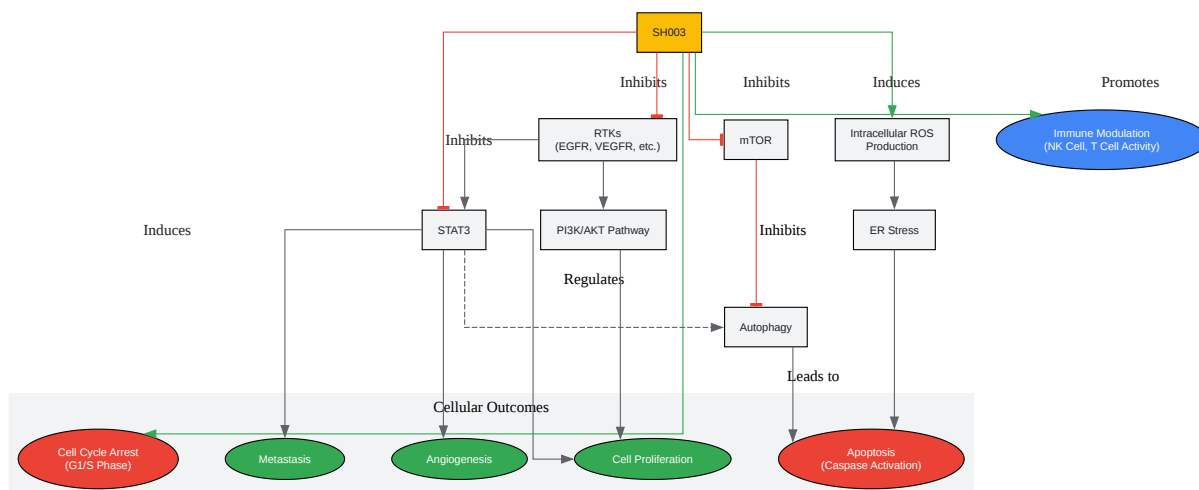 SH003
Inhibits
Inhibits
Induces
Promotes
RTKs
(EGFR, VEGFR, etc.)
mTOR
Intracellular ROS
Production
Immune Modulation
(NK Cell, T Cell Activity)
Inhibits
Induces
STAT3
PI3K/AKT Pathway
Inhibits
ER Stress
Regulates
Autophagy
Leads to
Cellular Outcomes
Cell Cycle Arrest
(G1/S Phase)
Metastasis
Angiogenesis
Cell Proliferation
Apoptosis
(Caspase Activation)